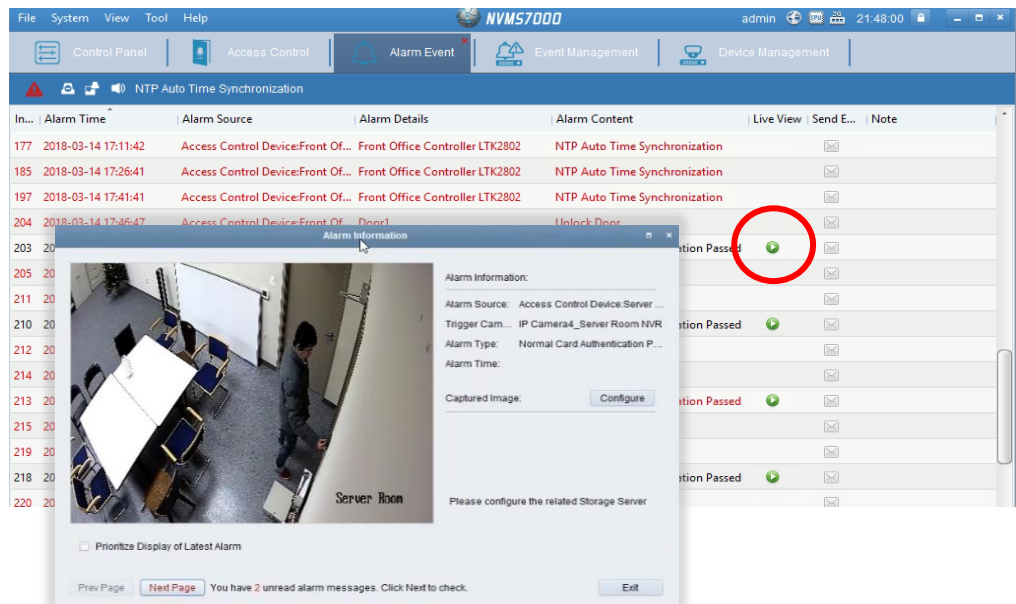 File System View Tool Help NVMS7000 admin 21:48:00
Control Panel Access Control Alarm Event Event Management Device Management
NTP Auto Time Synchronization
In... Alarm Time Alarm Source Alarm Details Alarm Content Live View Send E... Note
177 2018-03-14 17:11:42 Access Control Device:Front Of... Front Office Controller LTK2802 NTP Auto Time Synchronization
185 2018-03-14 17:26:41 Access Control Device:Front Of... Front Office Controller LTK2802 NTP Auto Time Synchronization
197 2018-03-14 17:41:41 Access Control Device:Front Of... Front Office Controller LTK2802 NTP Auto Time Synchronization
204 2018-03-14 17:46:47 Access Control Device:Front Of... Door1 Unlock Door
203 20 ation Passed
205 20
211 20
210 20 ation Passed
212 20
214 20
213 20 ation Passed
215 20
219 20
218 20 ation Passed
220 20
Alarm Information
Server Room
Alarm Information:
Alarm Source: Access Control Device:Server ...
Trigger Cam... IP Camera4_Server Room NVR
Alarm Type: Normal Card Authentication P...
Alarm Time:
Captured Image: Configure
Please configure the related Storage Server
Prioritize Display of Latest Alarm
Prev Page Next Page You have 2 unread alarm messages. Click Next to check. Exit